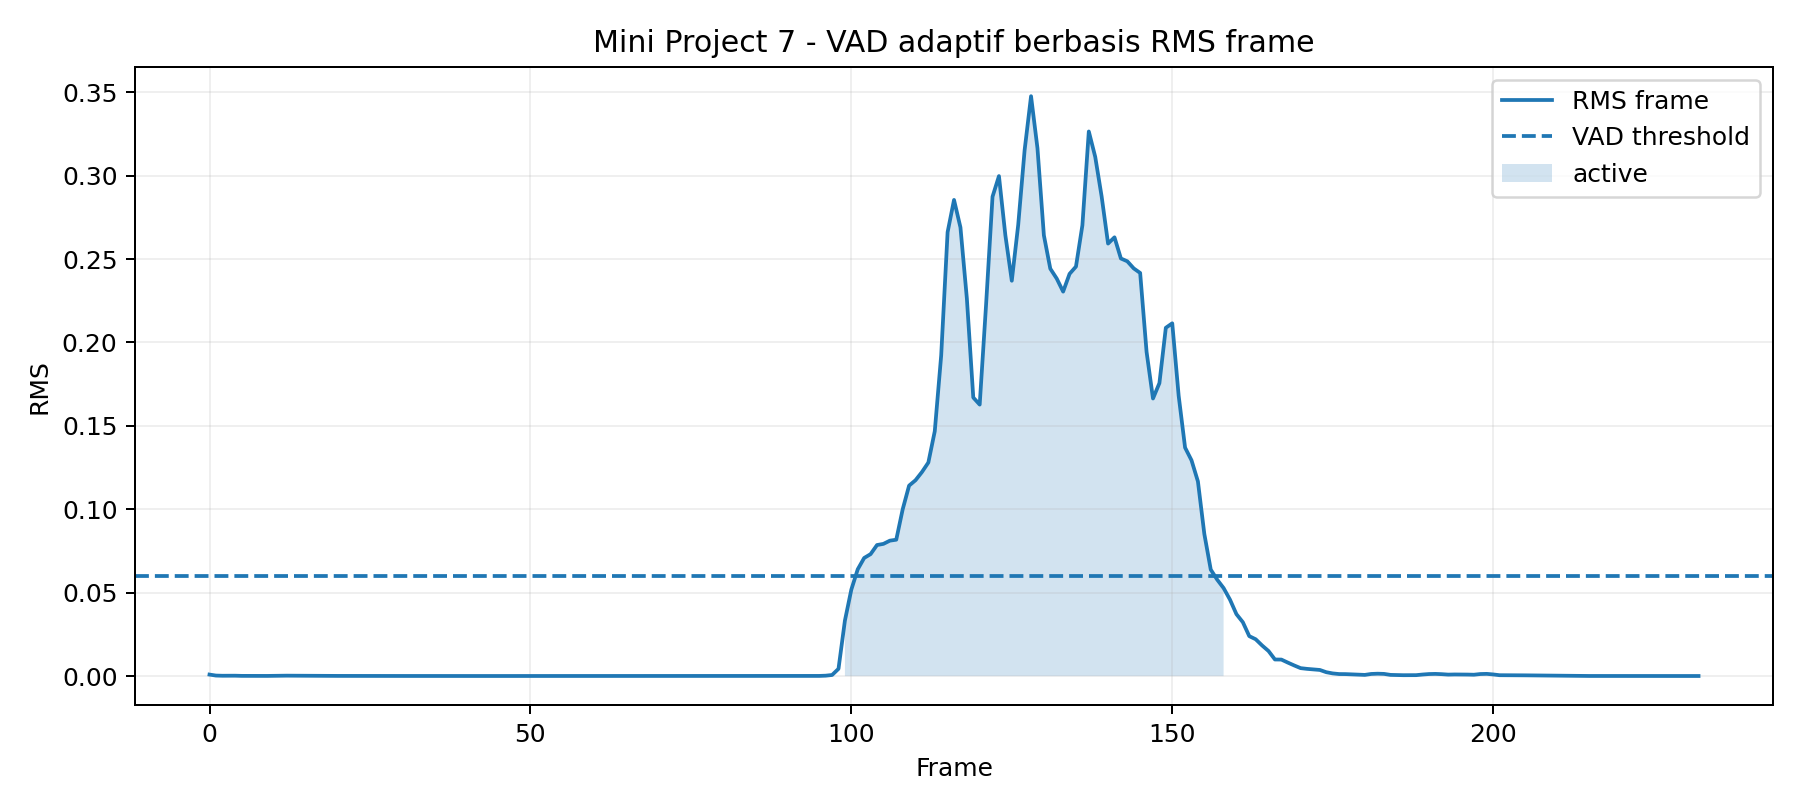 Mini Project 7 - VAD adaptif berbasis RMS frame
RMS frame
VAD threshold
active
RMS
0.35
0.30
0.25
0.20
0.15
0.10
0.05
0.00
0 50 100 150 200
Frame